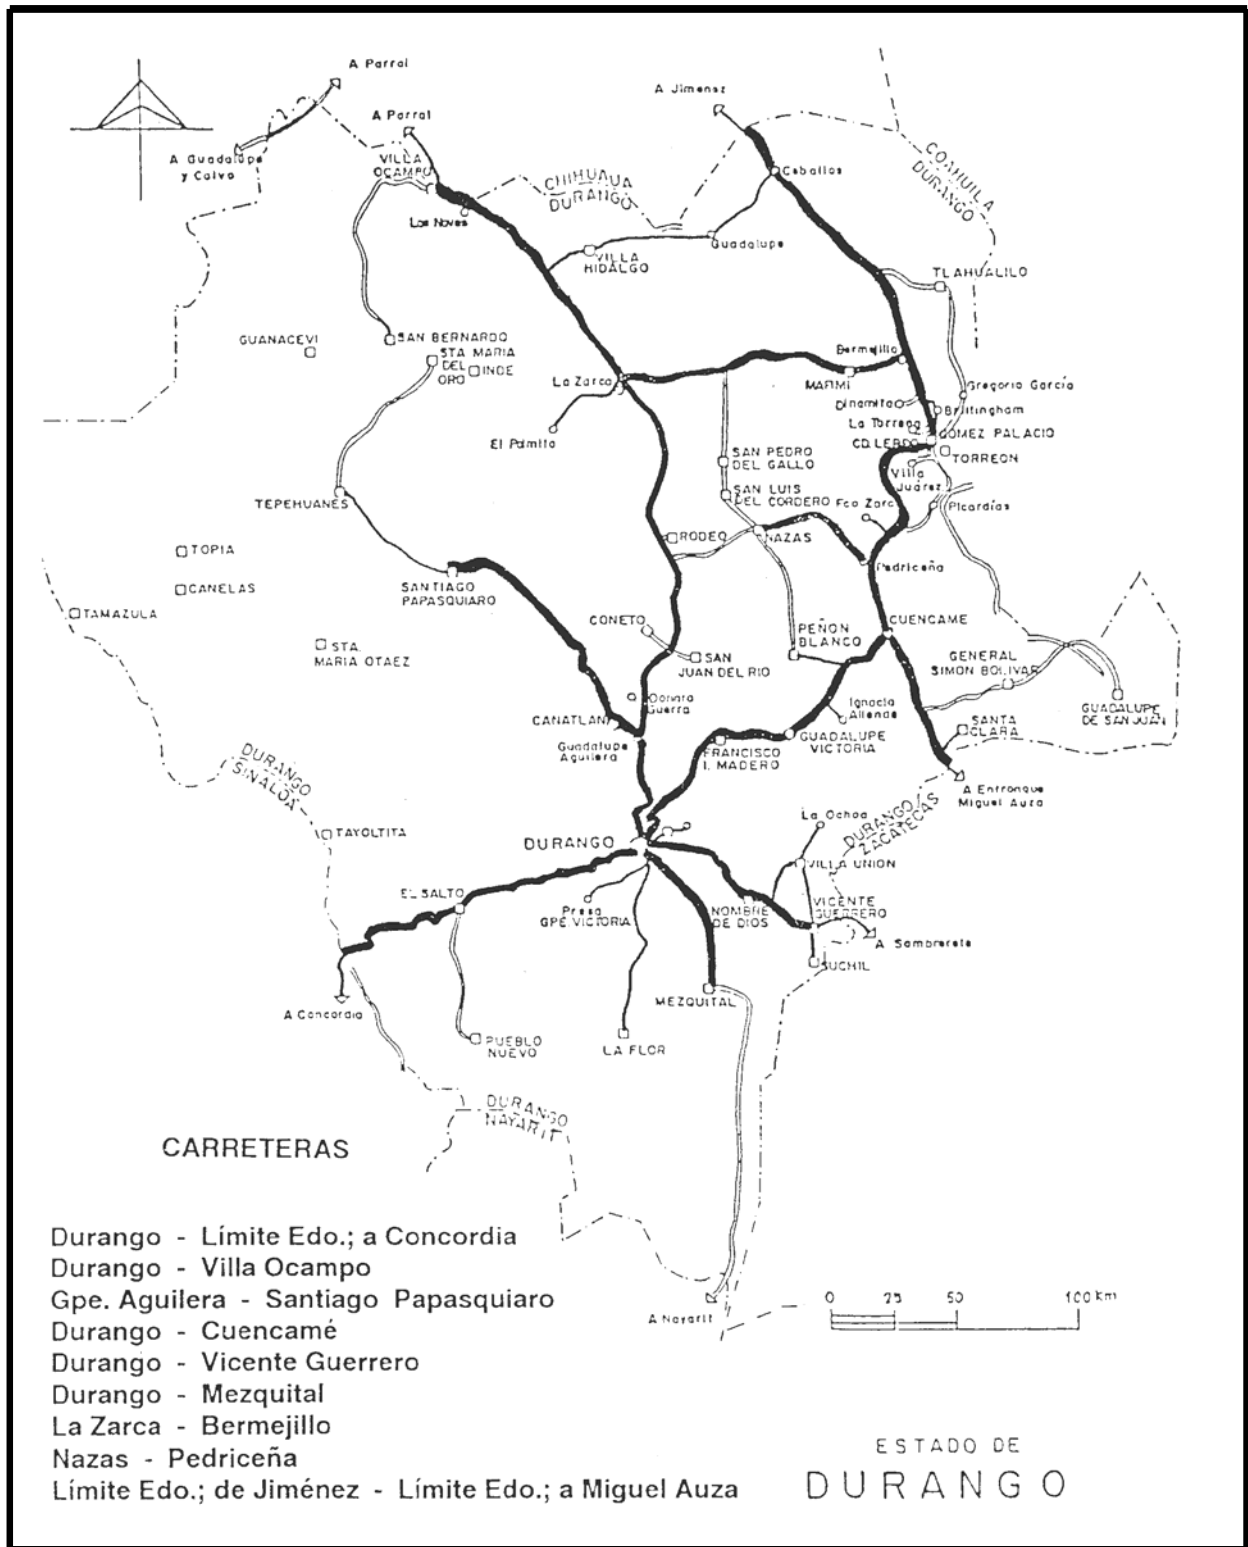 A Parral
A Jimenez
A Parral
A Guadalupe
y Calvo
VILLA
OCAMPO
Las Noves
CHIHUAUA
DURANGO
Ceballos
COAHUILA
DURANGO
Guadalupe
VILLA
HIDALGO
TLAHUALILO
GUANACEVI
SAN BERNARDO
STA MARIA
DEL
ORO
INDE
La Zarca
Bermejillo
MAPIMI
Dinamita
Gregorio García
Brittingham
La Torreña
GOMEZ PALACIO
CD. LERDO
TORREON
El Palmito
SAN PEDRO
DEL GALLO
Villa
Juárez
SAN LUIS
DEL CORDERO
Fco Zarc
Picardías
TEPEHUANES
RODEO
NAZAS
Pedriceña
TOPIA
CANELAS
SANTIAGO
PAPASQUIARO
TAMAZULA
CONETO
PEÑON
BLANCO
CUENCAME
STA.
MARIA OTAEZ
SAN
JUAN DEL RIO
GENERAL
SIMON BOLIVAR
Donato
Guerra
Ignacio
Allende
GUADALUPE
DE SAN JUAN
CANATLAN
Guadalupe
Aguilera
FRANCISCO
I. MADERO
GUADALUPE
VICTORIA
SANTA
CLARA
DURANGO
SINALOA
A Entronque
Miguel Auza
La Ochoa
DURANGO
ZACATECAS
TAYOLTITA
DURANGO
VILLA UNION
EL SALTO
Presa
GPE. VICTORIA
NOMBRE
DE DIOS
VICENTE
GUERRERO
A Sombrerete
SUCHIL
A Concordia
MEZQUITAL
PUEBLO
NUEVO
LA FLOR
DURANGO
NAYARIT
CARRETERAS
Durango - Límite Edo.; a Concordia
Durango - Villa Ocampo
Gpe. Aguilera - Santiago Papasquiaro
Durango - Cuencamé
Durango - Vicente Guerrero
Durango - Mezquital
La Zarca - Bermejillo
Nazas - Pedriceña
Límite Edo.; de Jiménez - Límite Edo.; a Miguel Auza
A Nayarit
0 25 50 100 km
ESTADO DE
DURANGO